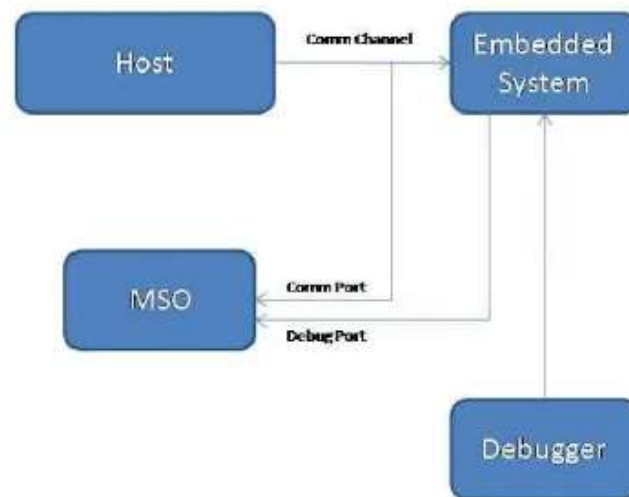 Host
Comm Channel
Embedded
System
MSO
Comm Port
Debug Port
Debugger